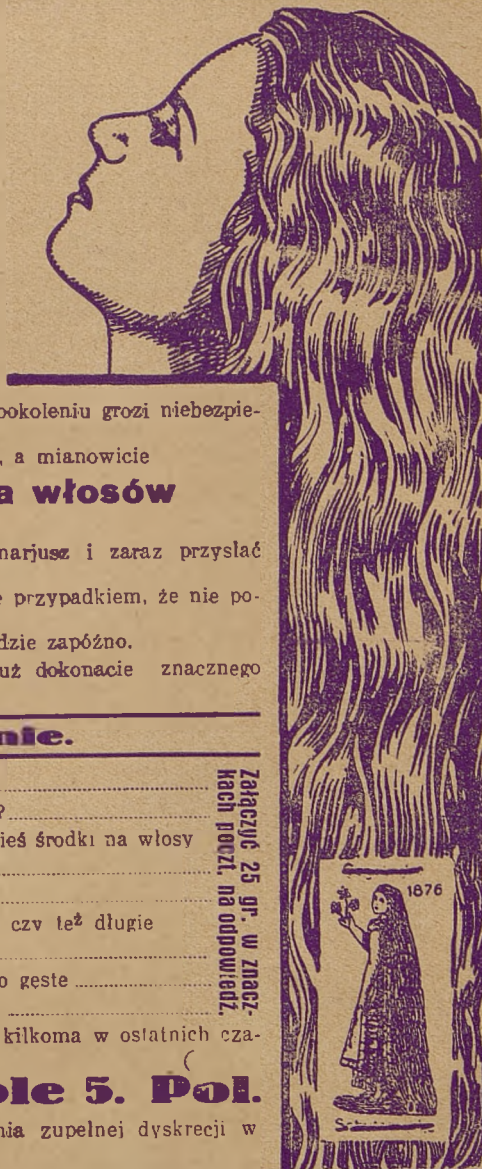 pokoleniu grozi niebezpie-
, a mianowicie
a włosów
narjusz i zaraz przysłać
e przypadkiem, że nie po-
dzie zapóźno.
uż dokonacie znacznego
nie.
?
ieś środki na włosy
czy też długie
o gęste
Załączyć 25 gr. w znacz-
kach poczt. na odpowiedź.
kilkoma w ostatnich cza-
ole 5. Pol.
nia zupełnej dyskrecji w
1876